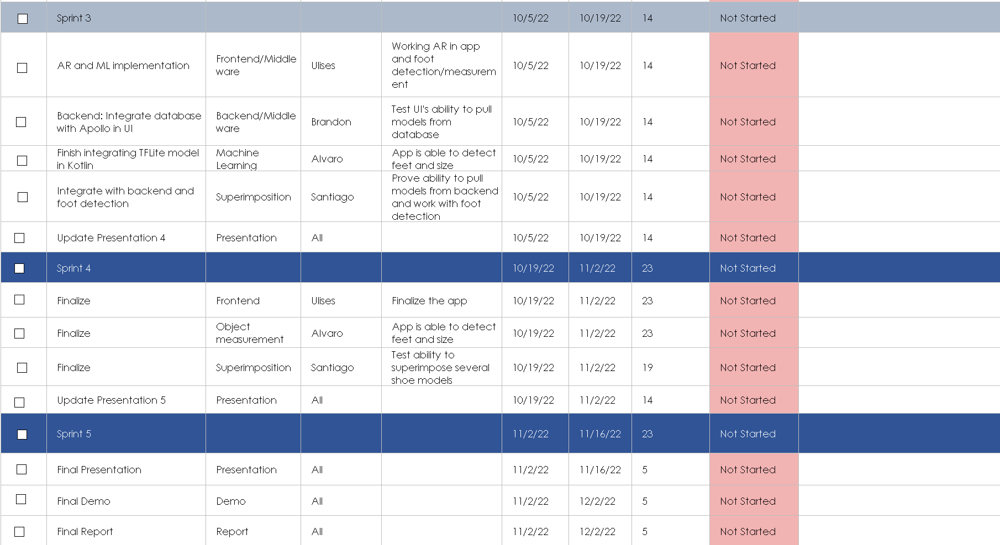 Sprint 3 10/5/22 10/19/22 14 Not Started
AR and ML implementation Frontend/Middle
ware Ulises Working AR in app
and foot
detection/measurem
ent 10/5/22 10/19/22 14 Not Started
Backend: Integrate database
with Apollo in UI Backend/Middle
ware Brandon Test UI's ability to pull
models from
database 10/5/22 10/19/22 14 Not Started
Finish integrating TFLite model
in Kotlin Machine
Learning Alvaro App is able to detect
feet and size 10/5/22 10/19/22 14 Not Started
Integrate with backend and
foot detection Superimposition Santiago Prove ability to pull
models from backend
and work with foot
detection 10/5/22 10/19/22 14 Not Started
Update Presentation 4 Presentation All 10/5/22 10/19/22 14 Not Started
Sprint 4 10/19/22 11/2/22 23 Not Started
Finalize Frontend Ulises Finalize the app 10/19/22 11/2/22 23 Not Started
Finalize Object
measurement Alvaro App is able to detect
feet and size 10/19/22 11/2/22 23 Not Started
Finalize Superimposition Santiago Test ability to
superimpose several
shoe models 10/19/22 11/2/22 19 Not Started
Update Presentation 5 Presentation All 10/19/22 11/2/22 14 Not Started
Sprint 5 11/2/22 11/16/22 23 Not Started
Final Presentation Presentation All 11/2/22 11/16/22 5 Not Started
Final Demo Demo All 11/2/22 12/2/22 5 Not Started
Final Report Report All 11/2/22 12/2/22 5 Not Started